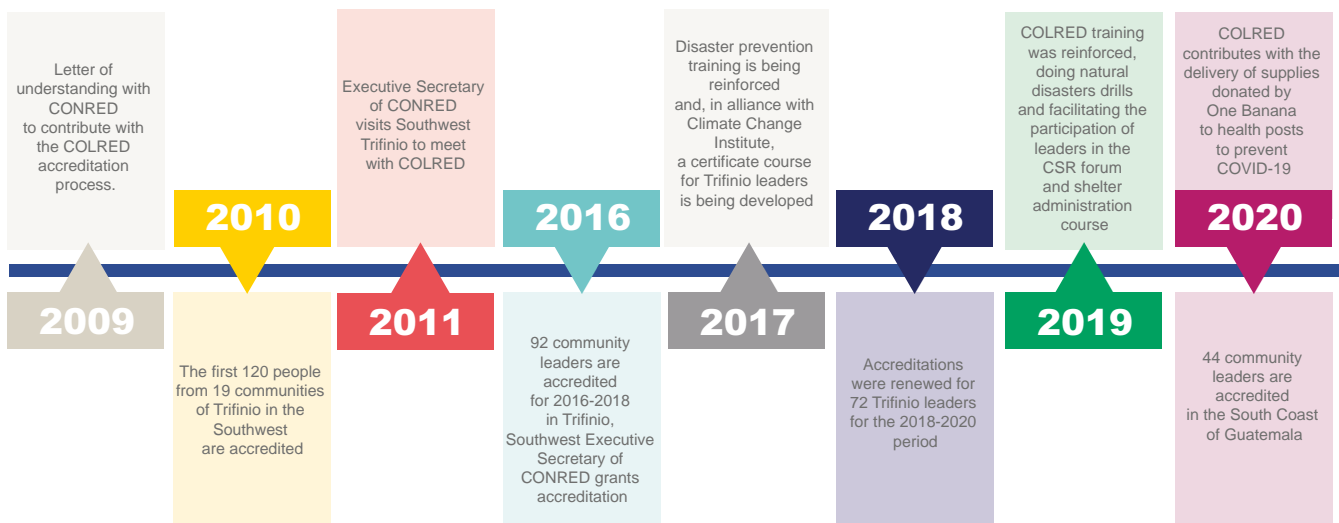 Letter of
understanding with
CONRED
to contribute with
the COLRED
accreditation
process.
2009
2010
The first 120 people
from 19 communities
of Trifinio in the
Southwest
are accredited
Executive Secretary
of CONRED
visits Southwest
Trifinio to meet
with COLRED
2011
2016
92 community
leaders are
accredited
for 2016-2018
in Trifinio,
Southwest Executive
Secretary of
CONRED grants
accreditation
Disaster prevention
training is being
reinforced
and, in alliance with
Climate Change
Institute,
a certificate course
for Trifinio leaders
is being developed
2017
2018
Accreditations
were renewed for
72 Trifinio leaders
for the 2018-2020
period
COLRED training
was reinforced,
doing natural
disasters drills
and facilitating the
participation of
leaders in the
CSR forum
and shelter
administration
course
2019
COLRED
contributes with the
delivery of supplies
donated by
One Banana
to health posts
to prevent
COVID-19
2020
44 community
leaders are
accredited
in the South Coast
of Guatemala